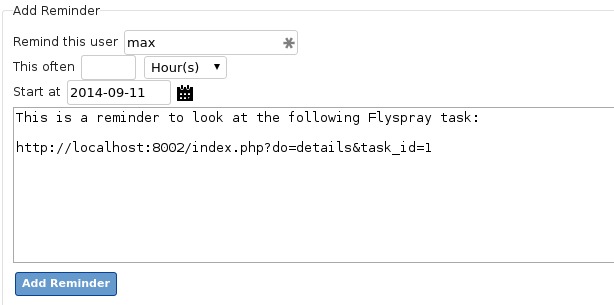 Add Reminder
Remind this user max
This often Hour(s)
Start at 2014-09-11
This is a reminder to look at the following Flyspray task:
http://localhost:8002/index.php?do=details&task_id=1
Add Reminder